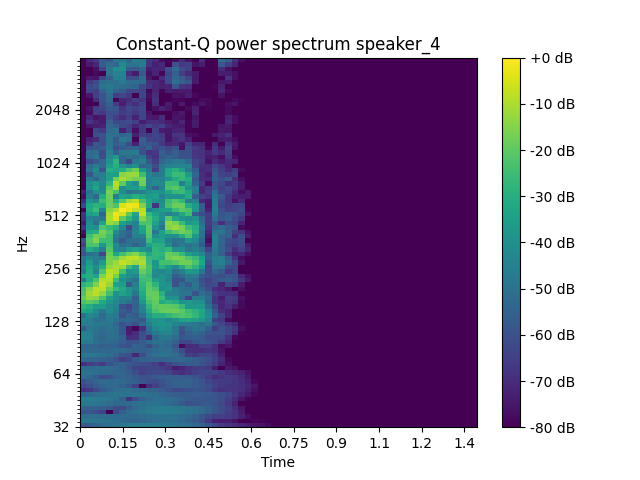 Constant-Q power spectrum speaker_4
Hz
2048
1024
512
256
128
64
32
0 0.15 0.3 0.45 0.6 0.75 0.9 1.1 1.2 1.4
Time
+0 dB
-10 dB
-20 dB
-30 dB
-40 dB
-50 dB
-60 dB
-70 dB
-80 dB